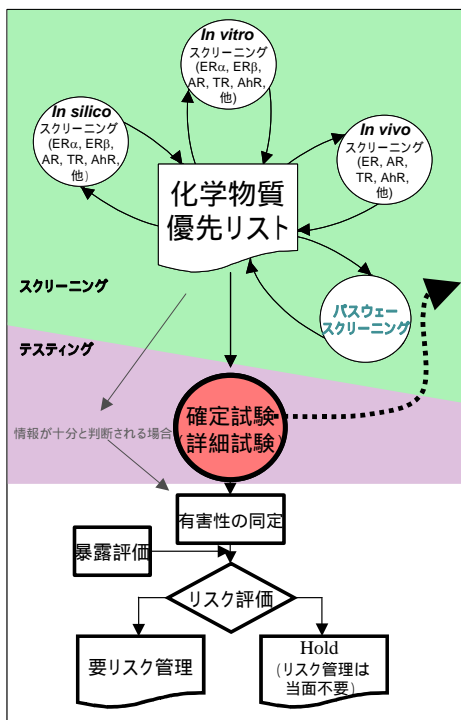 In vitro
スクリーニング
(ERα, ERβ,
AR, TR, AhR,
他)
In silico
スクリーニング
(ERα, ERβ,
AR, TR, AhR,
他)
In vivo
スクリーニング
(ER, AR,
TR, AhR,
他)
化学物質
優先リスト
パスウェー
スクリーニング
スクリーニング
テスティング
確定試験
(詳細試験)
情報が十分と判断される場合
有害性の同定
暴露評価
リスク評価
要リスク管理
Hold
(リスク管理は
当面不要)